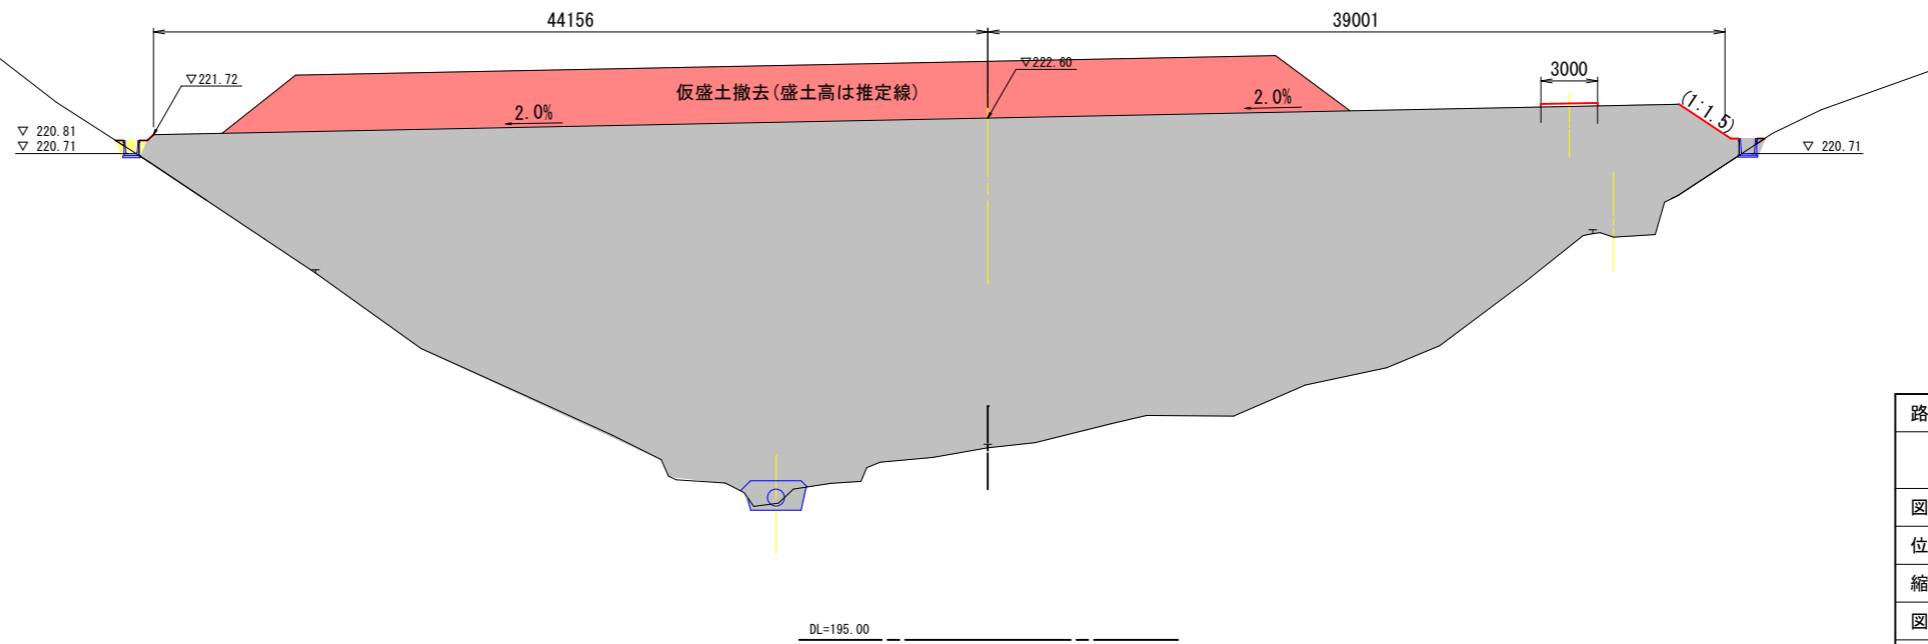 44156
39001
▽221.72
▽222.60
3000
仮盛土撤去(盛土高は推定線)
2.0%
2.0%
(1:1.5)
▽ 220.81
▽ 220.71
▽ 220.71
路
図
位
縮
図
DL=195.00